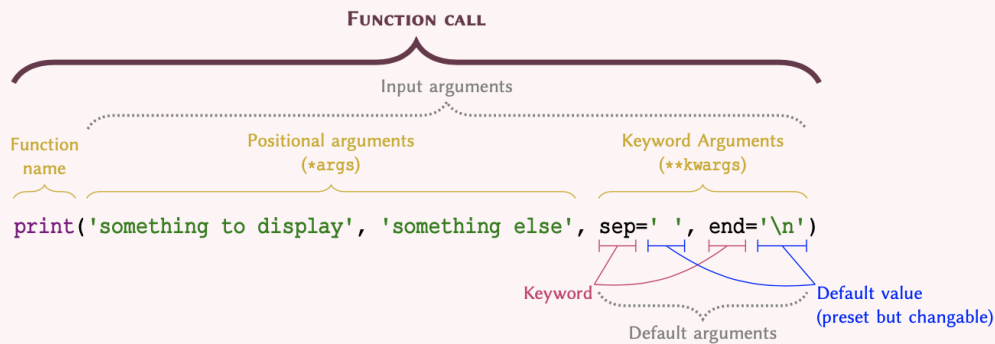 FUNCTION CALL
Input arguments
Function
name
Positional arguments
(*args)
Keyword Arguments
(**kwargs)
print('something to display', 'something else', sep=' ', end='\n')
Keyword
Default value
(preset but changable)
Default arguments